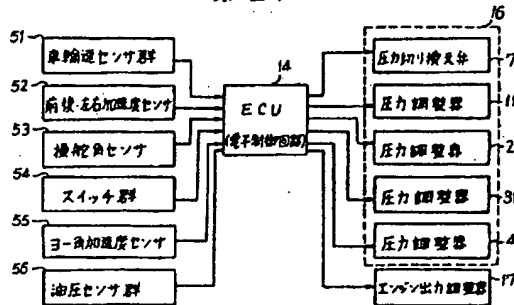 16
51
車輪速センサ群
52
前後・左右加速度センサ
53
操舵角センサ
54
スイッチ群
55
ヨー角加速度センサ
56
油圧センサ群
14
ECU
(電子制御回路)
圧力切り換え弁
7
圧力調整器
11
圧力調整器
2
圧力調整器
31
圧力調整器
4
エンジン出力調整器
17